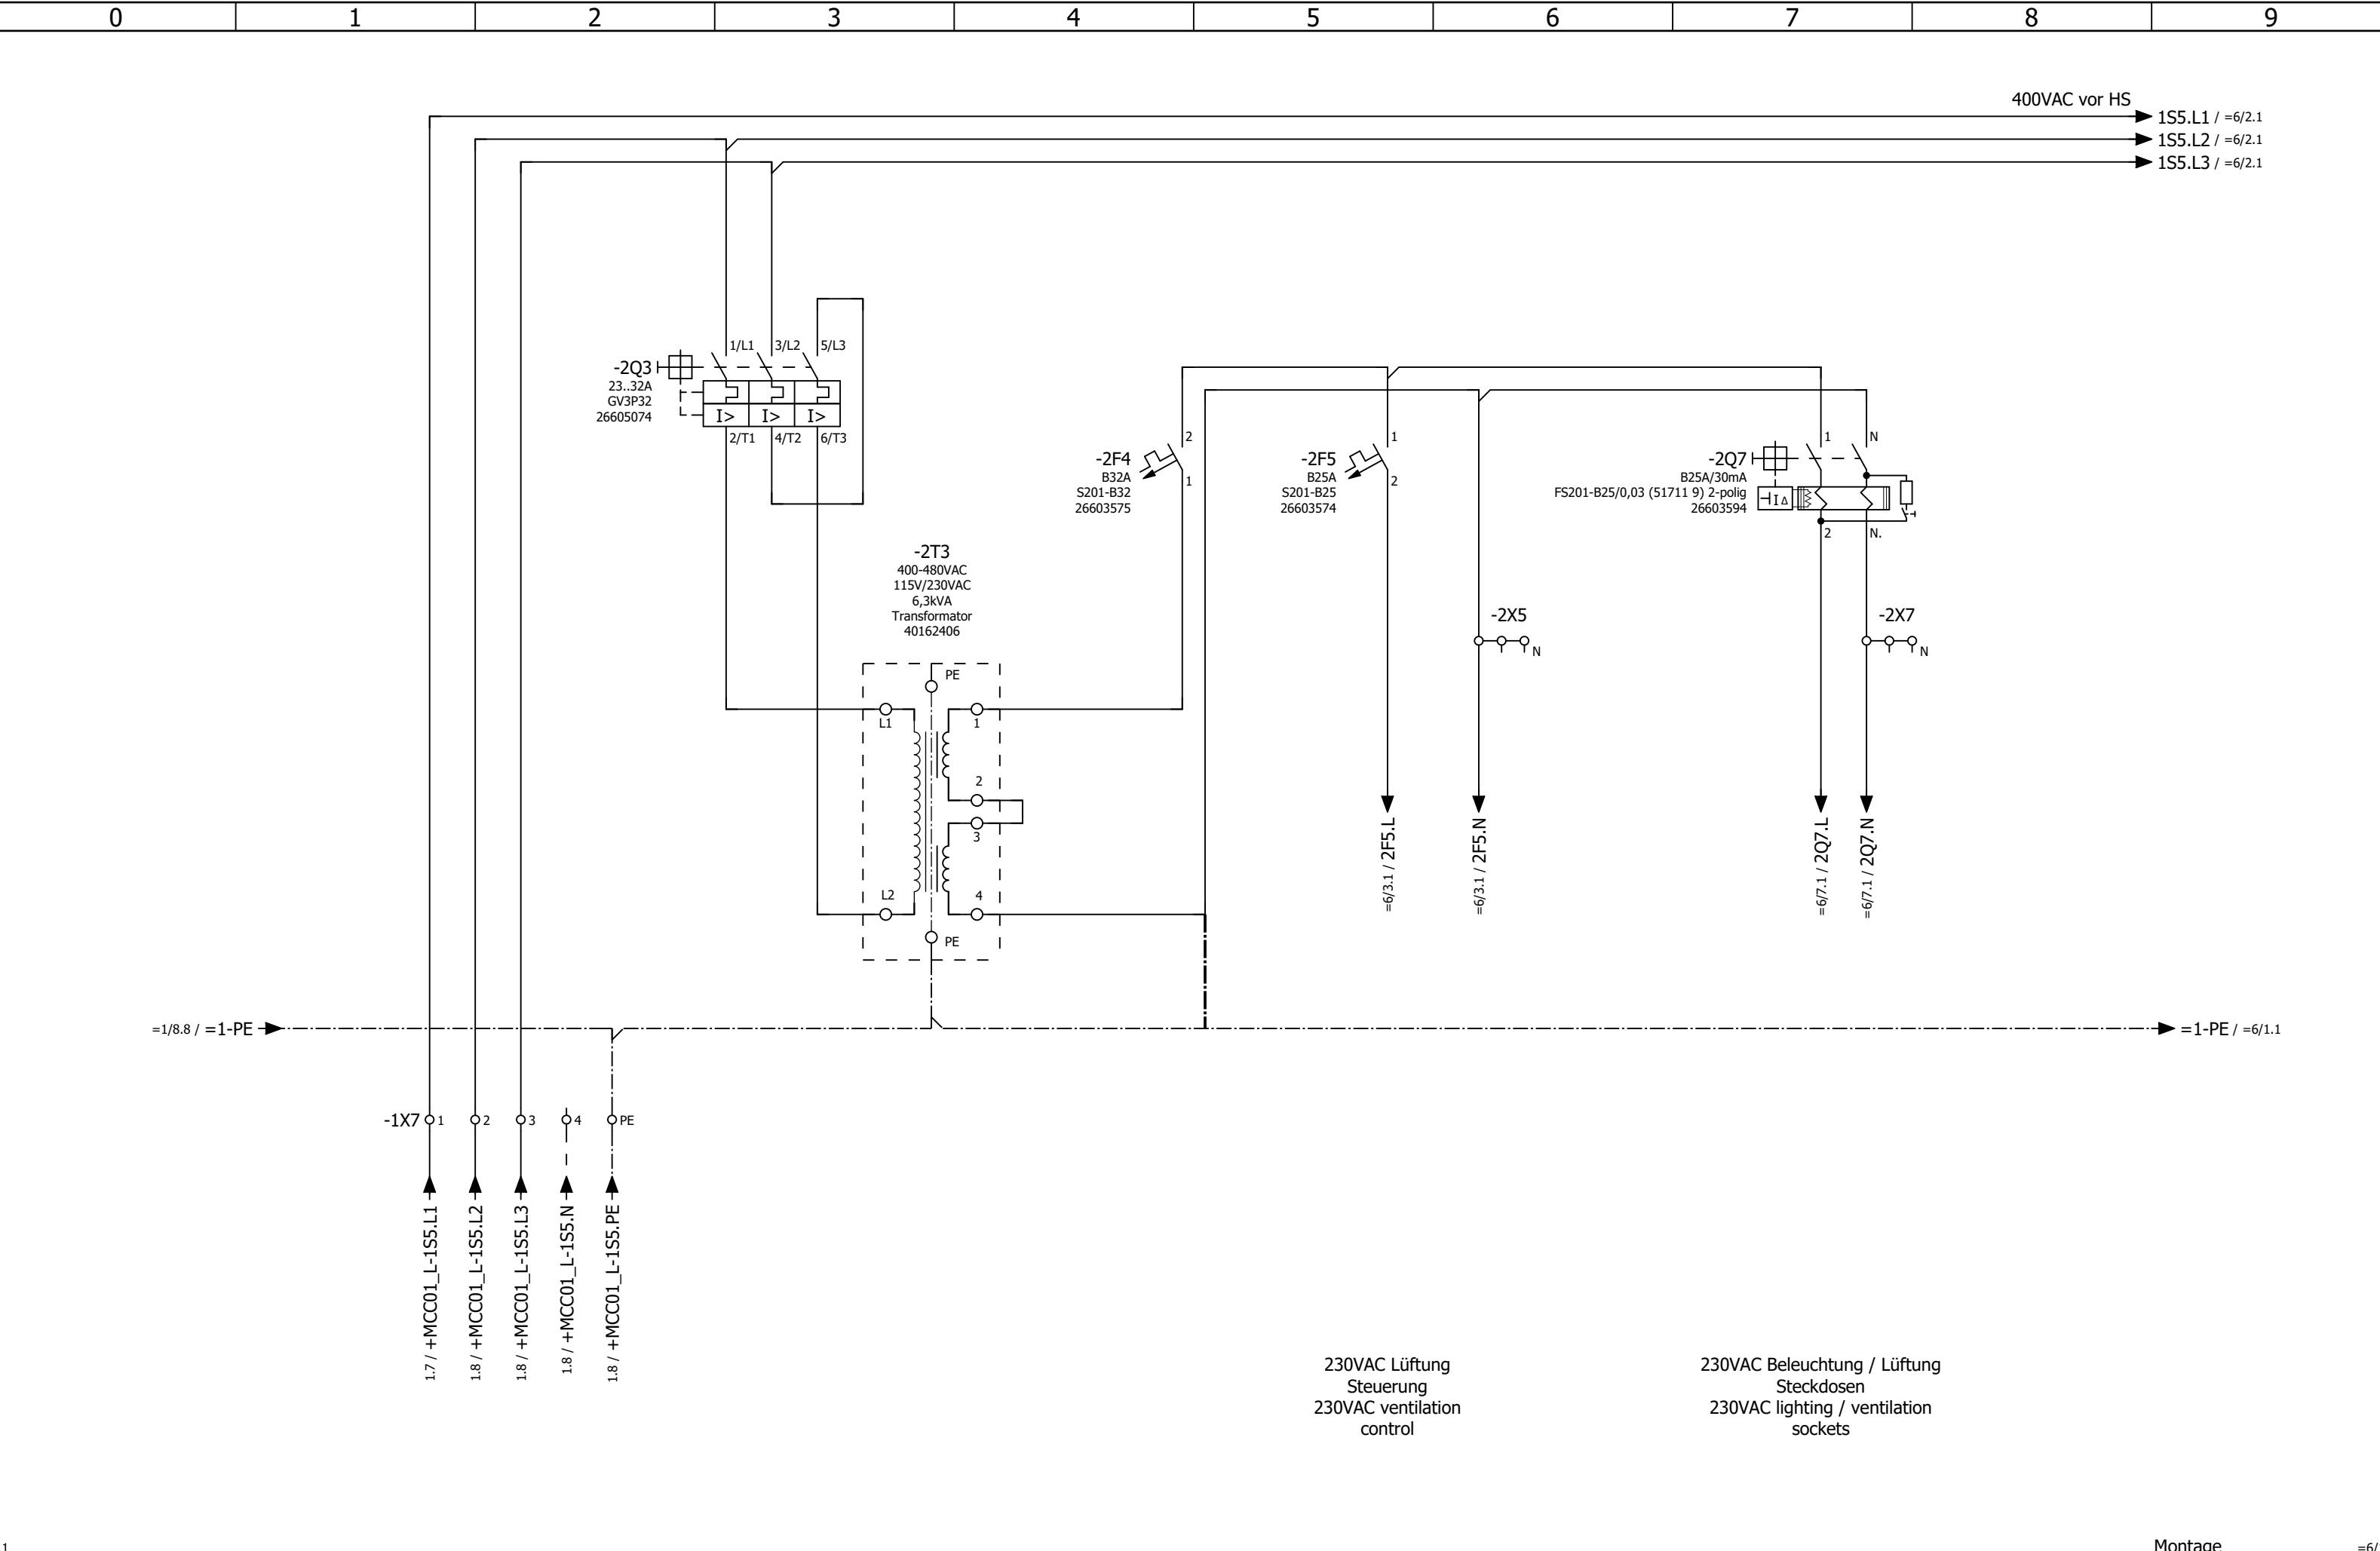 0 1 2 3 4 5 6 7 8 9
400VAC vor HS
1S5.L1 / =6/2.1
1S5.L2 / =6/2.1
1S5.L3 / =6/2.1
1/L1 3/L2 5/L3
-2Q3
23..32A
GV3P32
26605074
I> I> I>
2/T1 4/T2 6/T3
2
-2F4
B32A
S201-B32
26603575
1
1
-2F5
B25A
S201-B25
26603574
2
1 N
-2Q7
B25A/30mA
FS201-B25/0,03 (51711 9) 2-polig
26603594
I Δ
2 N.
-2T3
400-480VAC
115V/230VAC
6,3kVA
Transformator
40162406
-2X5
N
-2X7
N
PE
L1 1
2
3
L2 4
PE
=6/3.1 / 2F5.L
=6/3.1 / 2F5.N
=6/7.1 / 2Q7.L
=6/7.1 / 2Q7.N
=1/8.8 / =1-PE
=1-PE / =6/1.1
-1X7 1 2 3 4 PE
1.7 / +MCC01_L-1S5.L1
1.8 / +MCC01_L-1S5.L2
1.8 / +MCC01_L-1S5.L3
1.8 / +MCC01_L-1S5.N
1.8 / +MCC01_L-1S5.PE
230VAC Lüftung
Steuerung
230VAC ventilation
control
230VAC Beleuchtung / Lüftung
Steckdosen
230VAC lighting / ventilation
sockets
1
Montage
=6/